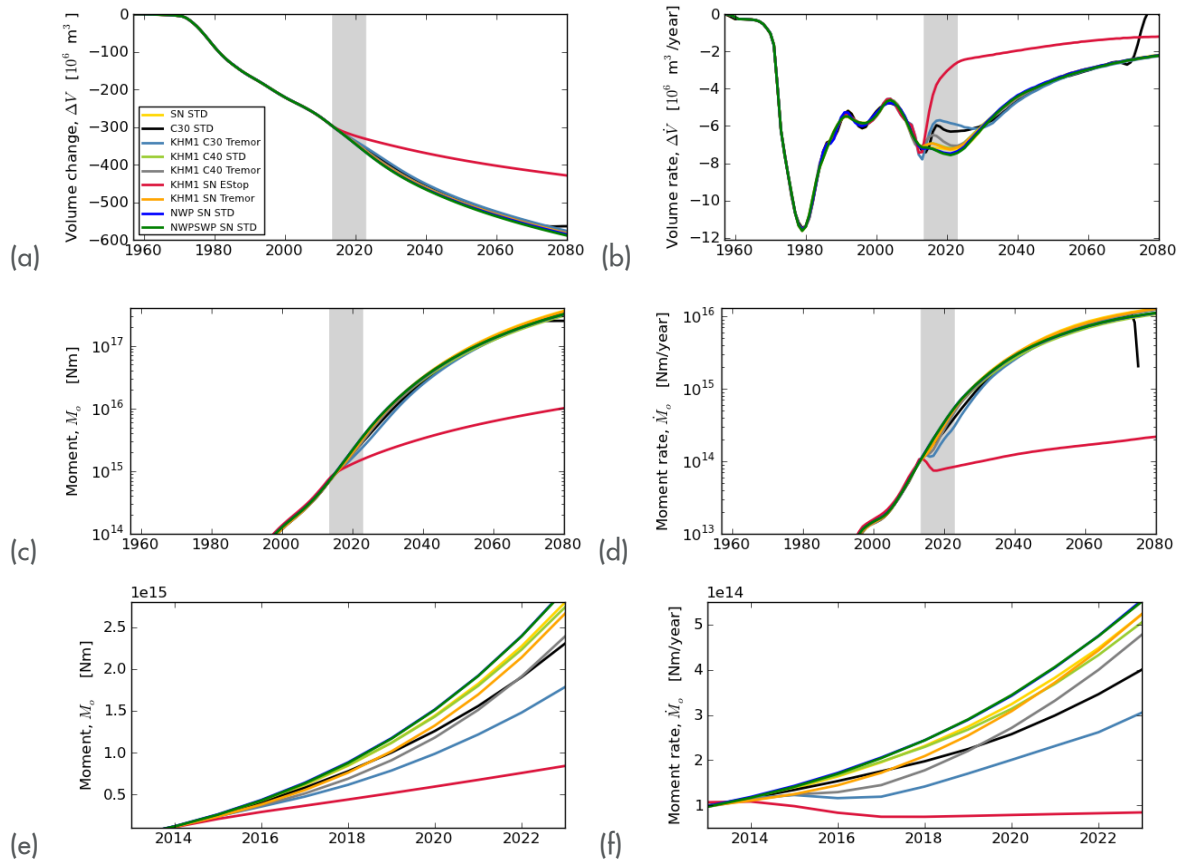 0
−100
−200
−300
−400
−500
−600
Volume change, ΔV [10⁶ m³]
SN STD
C30 STD
KHM1 C30 Tremor
KHM1 C40 STD
KHM1 C40 Tremor
KHM1 SN EStop
KHM1 SN Tremor
NWP SN STD
NWPSWP SN STD
1960 1980 2000 2020 2040 2060 2080
(a)
0
−2
−4
−6
−8
−10
−12
Volume rate, ΔV̇ [10⁶ m³/year]
1960 1980 2000 2020 2040 2060 2080
(b)
10¹⁷
10¹⁶
10¹⁵
10¹⁴
Moment, Mₒ [Nm]
1960 1980 2000 2020 2040 2060 2080
(c)
10¹⁶
10¹⁵
10¹⁴
10¹³
Moment rate, Ṁₒ [Nm/year]
1960 1980 2000 2020 2040 2060 2080
(d)
1e15
2.5
2.0
1.5
1.0
0.5
Moment, Mₒ [Nm]
2014 2016 2018 2020 2022
(e)
1e14
5
4
3
2
1
Moment rate, Ṁₒ [Nm/year]
2014 2016 2018 2020 2022
(f)